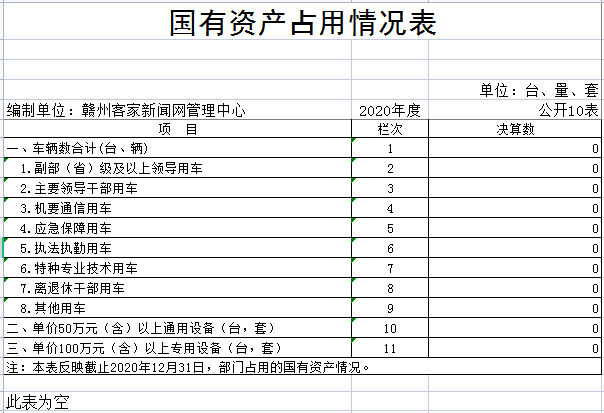 国有资产占用情况表
单位：台、量、套
编制单位：赣州客家新闻网管理中心 2020年度 公开10表
项 目 栏次 决算数
一、车辆数合计(台、辆) 1 0
1.副部（省）级及以上领导用车 2 0
2.主要领导干部用车 3 0
3.机要通信用车 4 0
4.应急保障用车 5 0
5.执法执勤用车 6 0
6.特种专业技术用车 7 0
7.离退休干部用车 8 0
8.其他用车 9 0
二、单价50万元（含）以上通用设备（台，套） 10 0
三、单价100万元（含）以上专用设备（台，套） 11 0
注：本表反映截止2020年12月31日，部门占用的国有资产情况。
此表为空